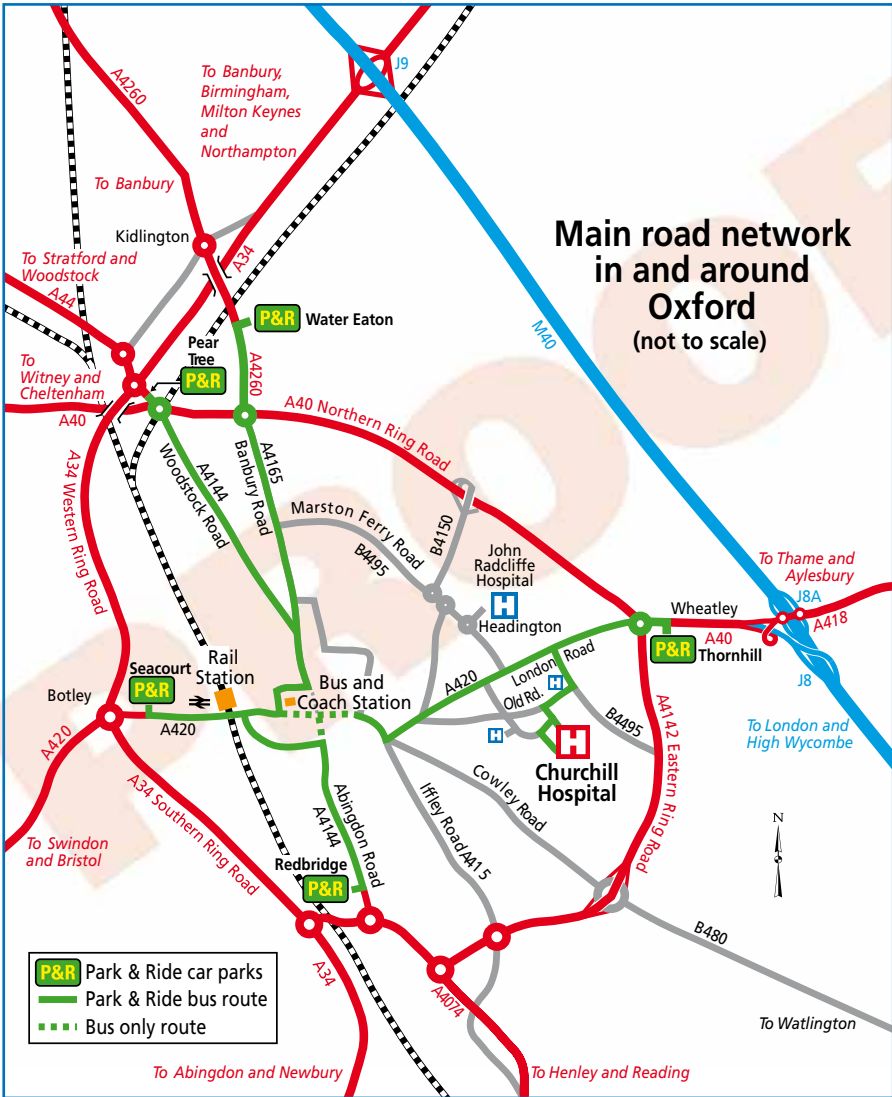 A4260
To Banbury,
Birmingham,
Milton Keynes
and
Northampton
J9
To Banbury
Kidlington
A34
Main road network
in and around
Oxford
(not to scale)
To Stratford and
Woodstock
A44
P&R Water Eaton
M40
Pear
Tree
P&R
To
Witney and
Cheltenham
A40
A4260
A40 Northern Ring Road
A34 Western Ring Road
A4144
Woodstock Road
A4165
Banbury Road
Marston Ferry Road
B4495
B4150
John
Radcliffe
Hospital
H
Headington
To Thame and
Aylesbury
J8A
A418
Wheatley
A40
P&R Thornhill
J8
Seacourt
P&R
Rail
Station
Bus and
Coach Station
A420
London Road
Old Rd.
H
H
H
Churchill
Hospital
B4495
A4142 Eastern Ring Road
To London and
High Wycombe
Botley
A420
A420
A34 Southern Ring Road
Abingdon Road
A4144
Iffley Road A415
Cowley Road
To Swindon
and Bristol
Redbridge
P&R
N
B480
A34
A4074
To Watlington
P&R Park & Ride car parks
Park & Ride bus route
Bus only route
To Abingdon and Newbury
To Henley and Reading
PROOF